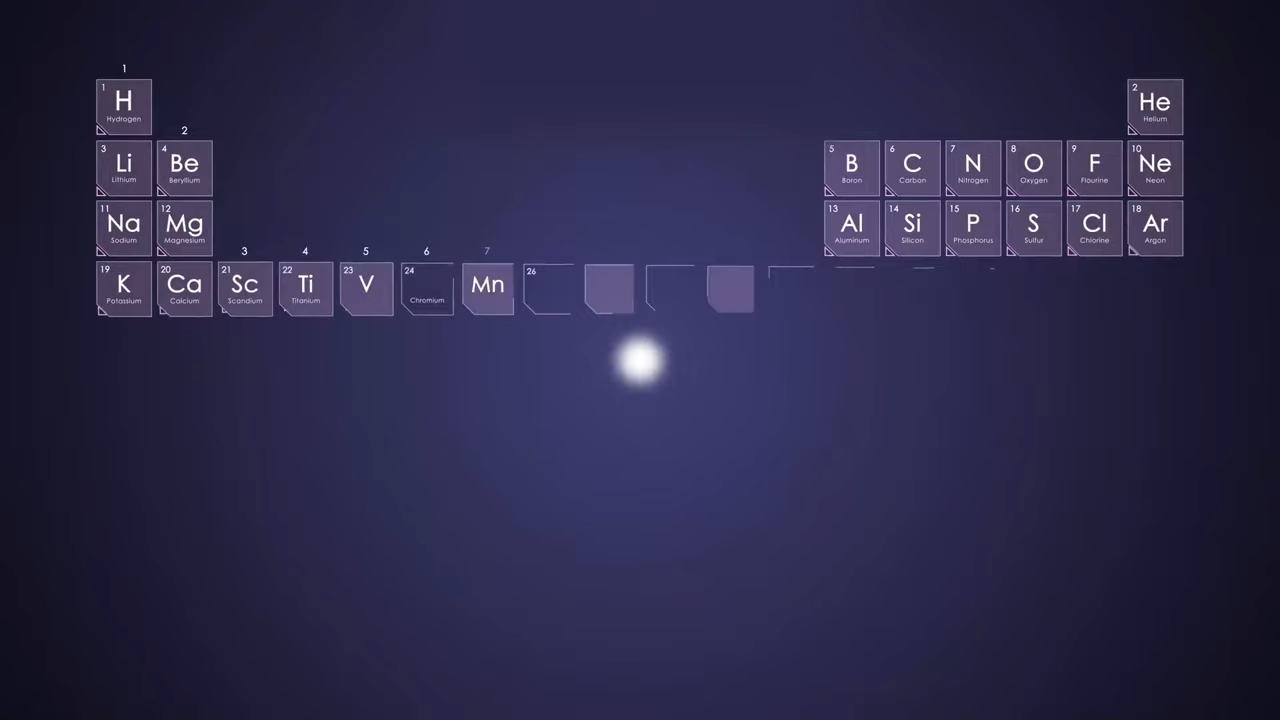 1
1 H Hydrogen
2 He Helium
2
3 Li Lithium
4 Be Beryllium
5 B Boron
6 C Carbon
7 N Nitrogen
8 O Oxygen
9 F Flourine
10 Ne Neon
11 Na Sodium
12 Mg Magnesium
13 Al Aluminum
14 Si Silicon
15 P Phosphorus
16 S Sulfur
17 Cl Chlorine
18 Ar Argon
3 4 5 6 7
19 K Potassium
20 Ca Calcium
21 Sc Scandium
22 Ti Titanium
23 V
24 Chromium
Mn
26